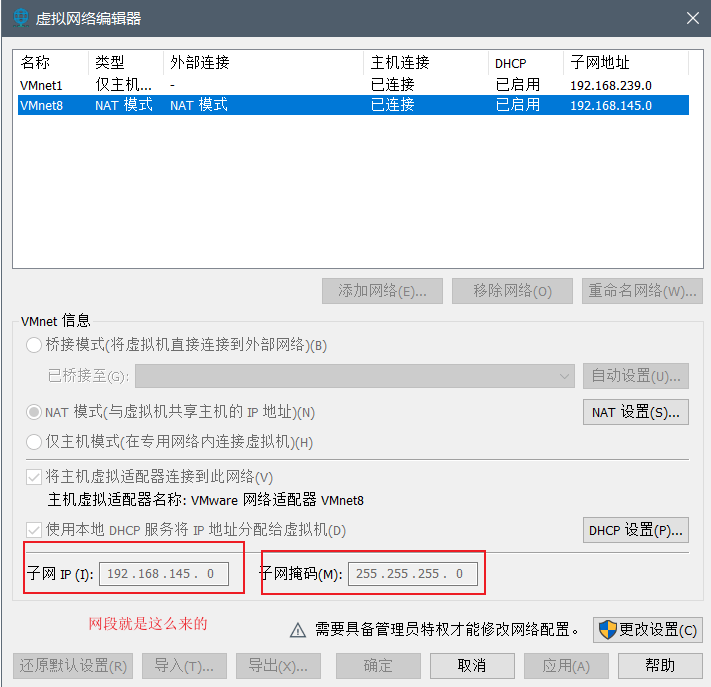 虚拟网络编辑器
名称 类型 外部连接 主机连接 DHCP 子网地址
VMnet1 仅主机... - 已连接 已启用 192.168.239.0
VMnet8 NAT 模式 NAT 模式 已连接 已启用 192.168.145.0
添加网络(E)... 移除网络(O) 重命名网络(W)...
VMnet 信息
桥接模式(将虚拟机直接连接到外部网络)(B)
已桥接至(G): 自动设置(U)...
NAT 模式(与虚拟机共享主机的 IP 地址)(N) NAT 设置(S)...
仅主机模式(在专用网络内连接虚拟机)(H)
将主机虚拟适配器连接到此网络(V)
主机虚拟适配器名称: VMware 网络适配器 VMnet8
使用本地 DHCP 服务将 IP 地址分配给虚拟机(D) DHCP 设置(P)...
子网 IP (I): 192.168.145. 0 子网掩码(M): 255.255.255. 0
网段就是这么来的
需要具备管理员特权才能修改网络配置。 更改设置(C)
还原默认设置(R) 导入(T)... 导出(X)... 确定 取消 应用(A) 帮助